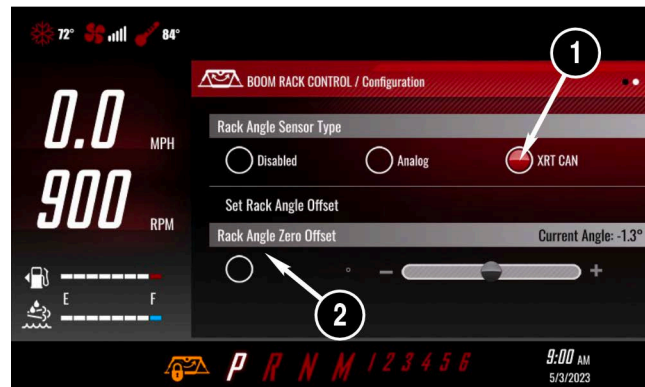 72° 84°
1
BOOM RACK CONTROL / Configuration
0.0 MPH
Rack Angle Sensor Type
Disabled Analog XRT CAN
900 RPM
Set Rack Angle Offset
Rack Angle Zero Offset Current Angle: -1.3°
° − +
E F
2
P R N M 1 2 3 4 5 6
9:00 AM
5/3/2023